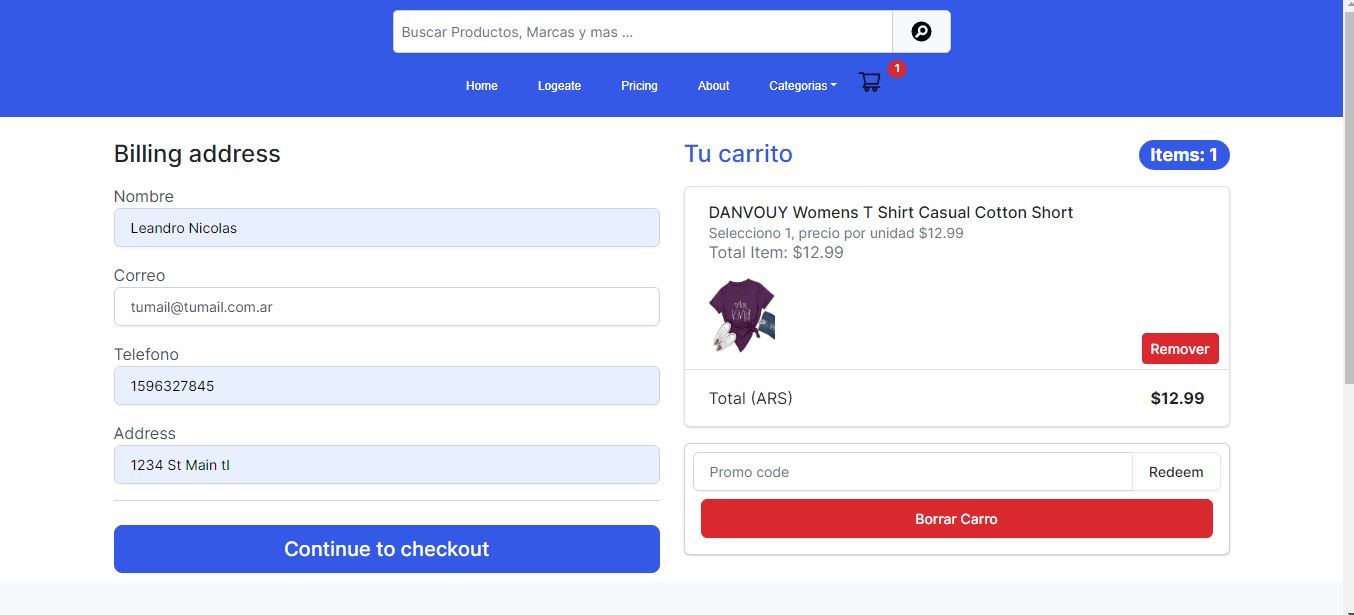 Buscar Productos, Marcas y mas ...
Home Logeate Pricing About Categorias 1
Billing address
Nombre
Leandro Nicolas
Correo
tumail@tumail.com.ar
Telefono
1596327845
Address
1234 St Main tl
Continue to checkout
Tu carrito Items: 1
DANVOUY Womens T Shirt Casual Cotton Short
Selecciono 1, precio por unidad $12.99
Total Item: $12.99
kind
Remover
Total (ARS) $12.99
Promo code Redeem
Borrar Carro